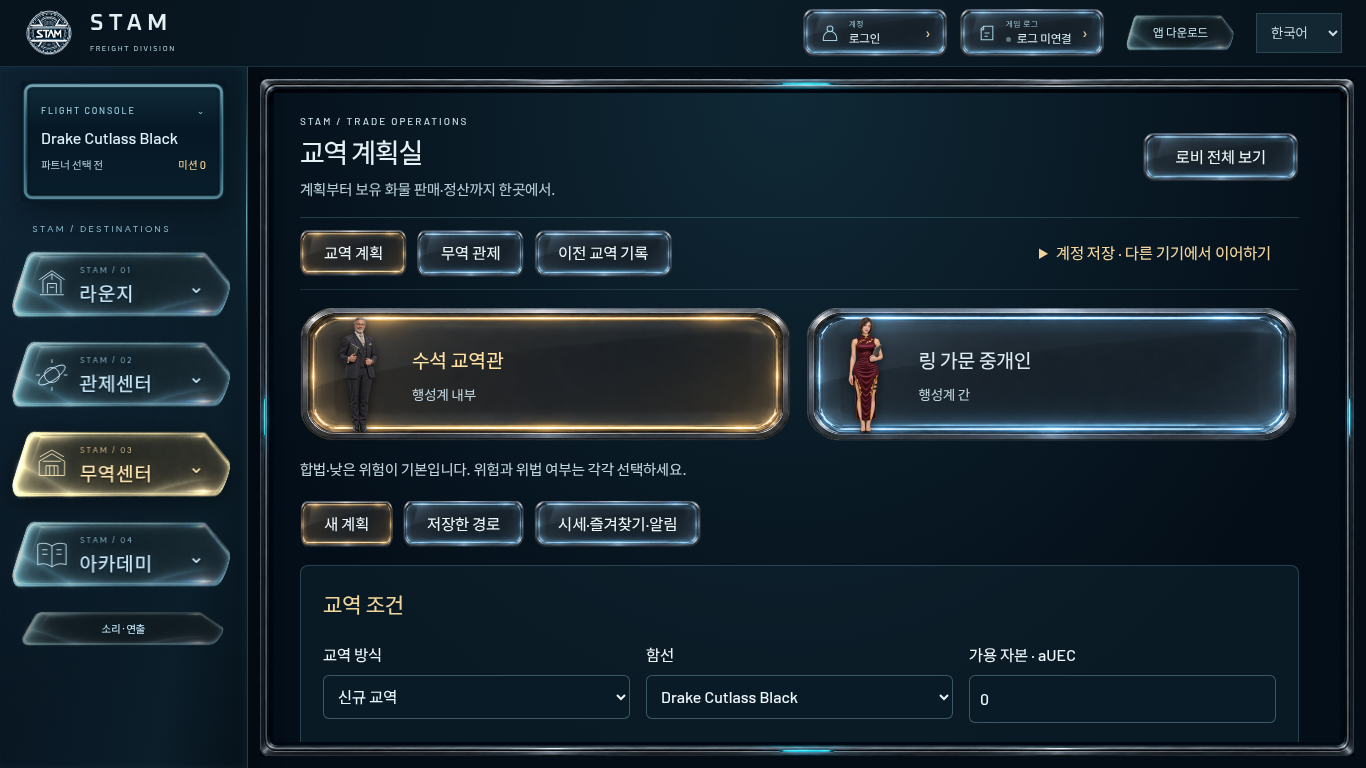 STAM
STAM
FREIGHT DIVISION
계정
로그인
게임 로그
로그 미연결
앱 다운로드
한국어
FLIGHT CONSOLE
Drake Cutlass Black
파트너 선택 전
미션 0
STAM / DESTINATIONS
STAM / 01
라운지
STAM / 02
관제센터
STAM / 03
무역센터
STAM / 04
아카데미
소리·연출
STAM / TRADE OPERATIONS
교역 계획실
계획부터 보유 화물 판매·정산까지 한곳에서.
로비 전체 보기
교역 계획
무역 관제
이전 교역 기록
▶ 계정 저장 · 다른 기기에서 이어하기
수석 교역관
행성계 내부
링 가문 중개인
행성계 간
합법·낮은 위험이 기본입니다. 위험과 위법 여부는 각각 선택하세요.
새 계획
저장한 경로
시세·즐겨찾기·알림
교역 조건
교역 방식
함선
가용 자본 · aUEC
신규 교역
Drake Cutlass Black
0